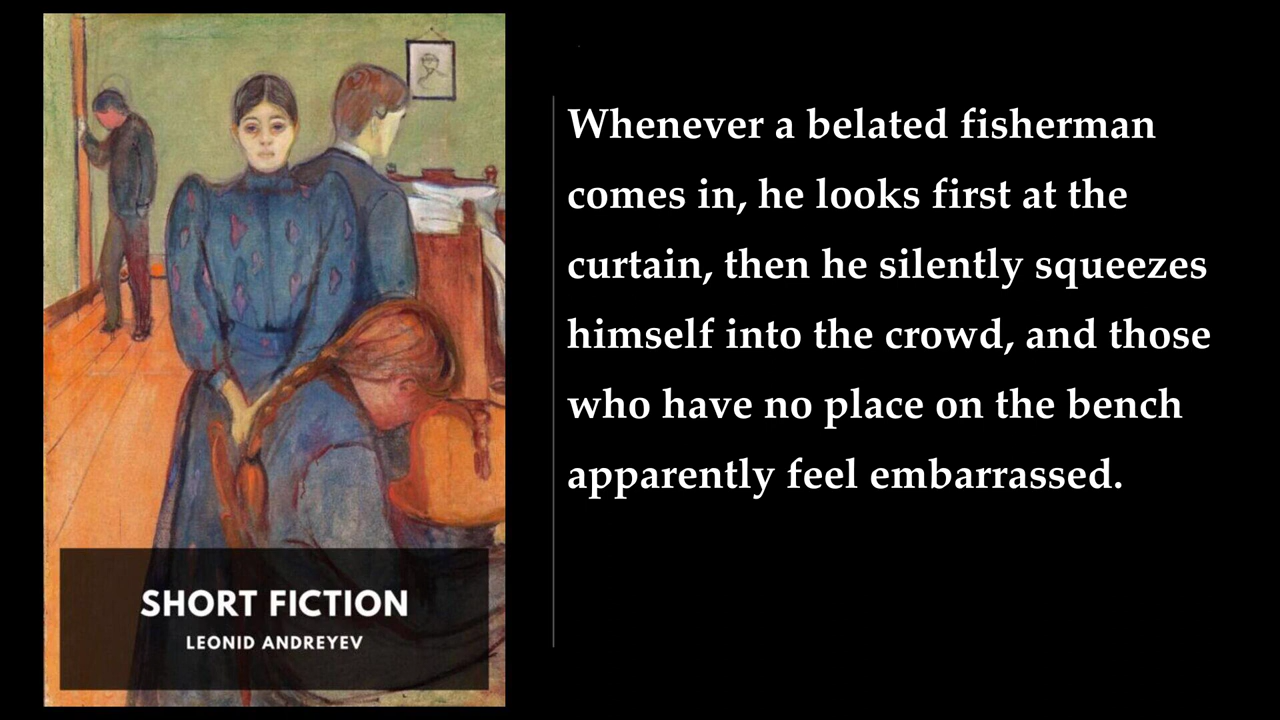 Whenever a belated fisherman
comes in, he looks first at the
curtain, then he silently squeezes
himself into the crowd, and those
who have no place on the bench
apparently feel embarrassed.
SHORT FICTION
LEONID ANDREYEV